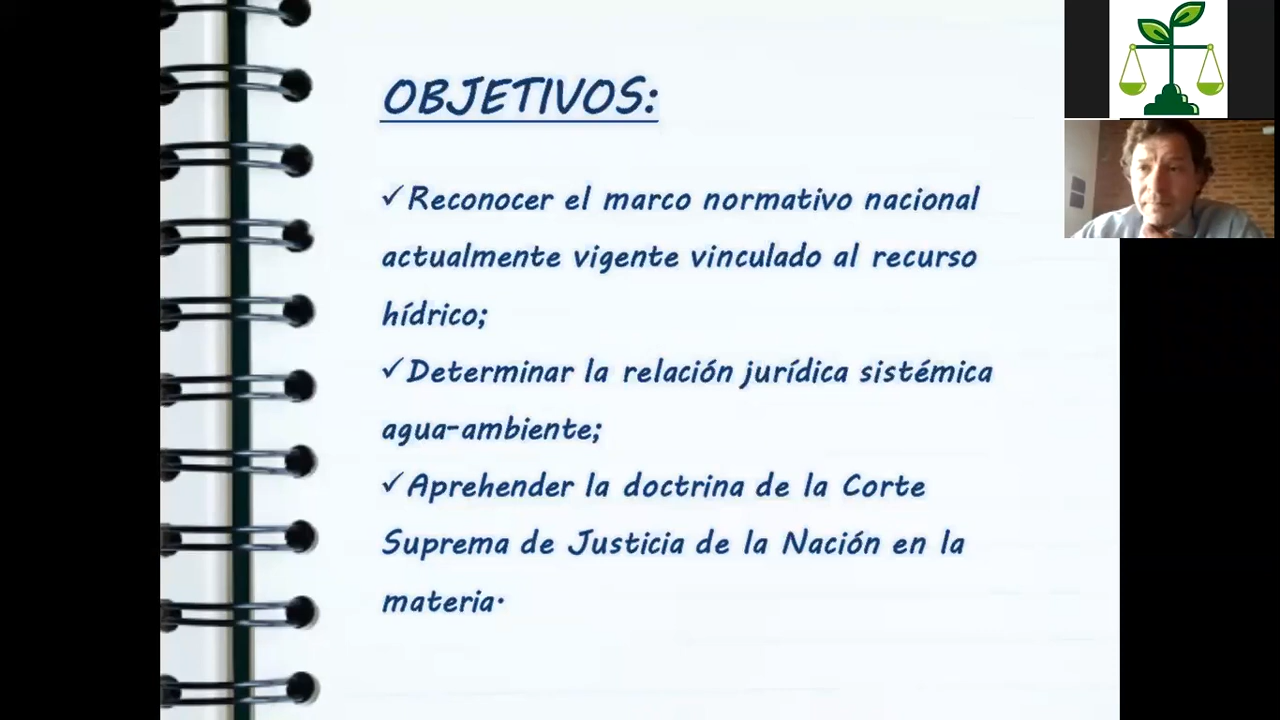 OBJETIVOS:
✓Reconocer el marco normativo nacional
actualmente vigente vinculado al recurso
hídrico;
✓Determinar la relación jurídica sistémica
agua-ambiente;
✓Aprehender la doctrina de la Corte
Suprema de Justicia de la Nación en la
materia.